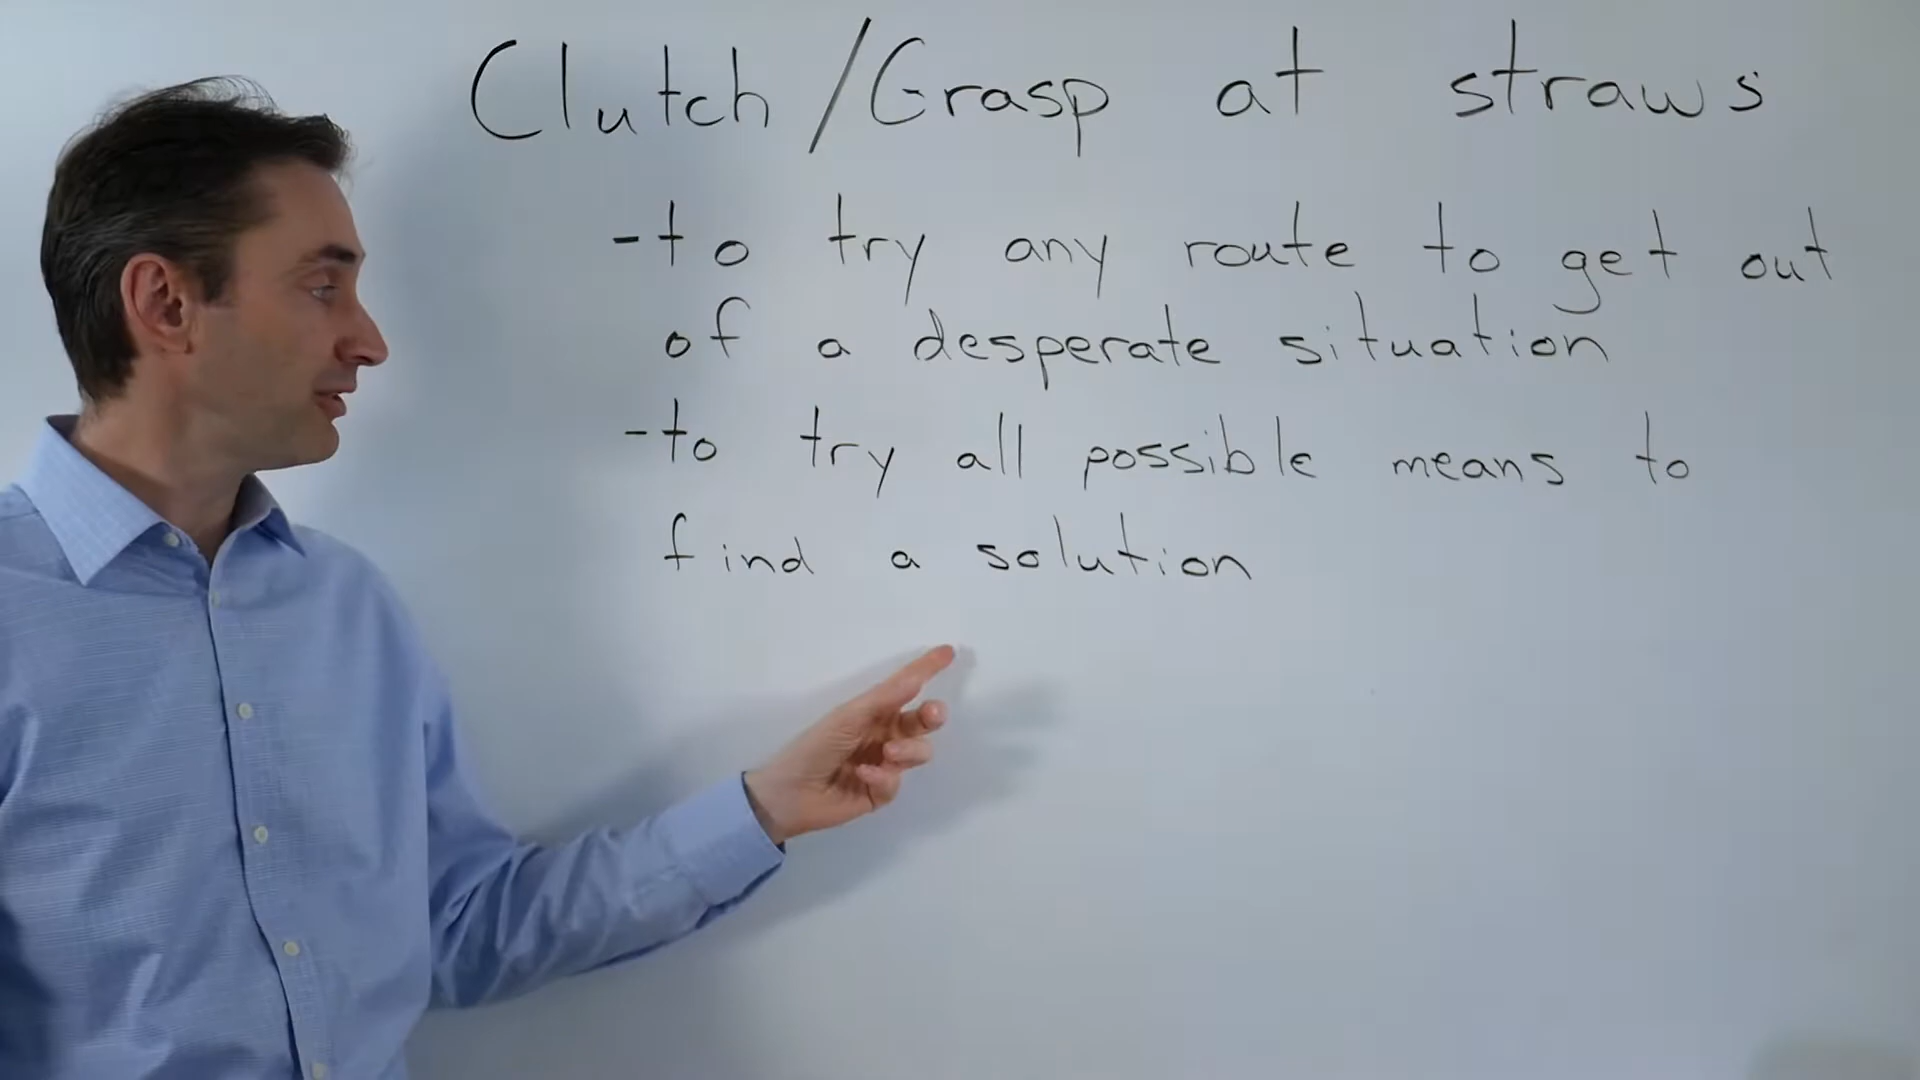 Clutch/Grasp at straws
-to try any route to get out
of a desperate situation
-to try all possible means to
find a solution